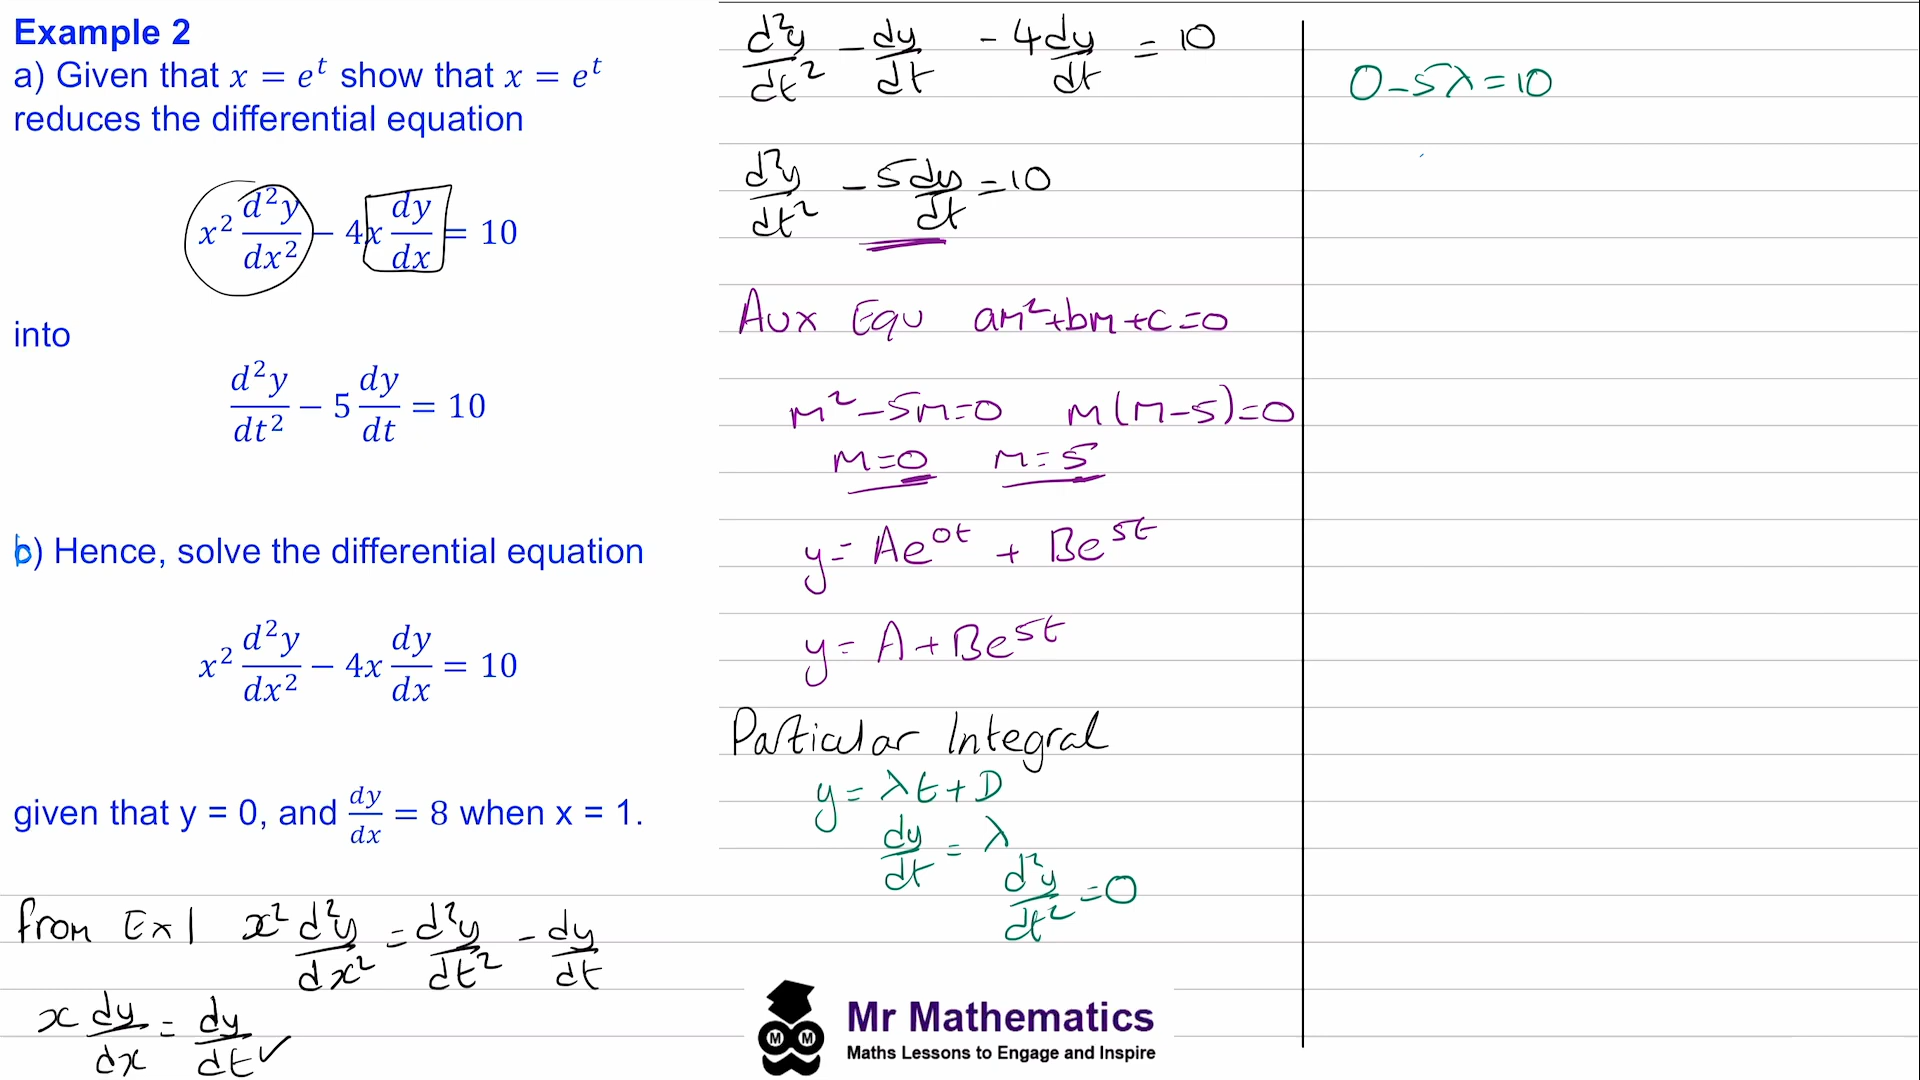 Example 2
a) Given that x = e^t show that x = e^t
reduces the differential equation
x² d²y/dx² − 4x dy/dx = 10
into
d²y/dt² − 5 dy/dt = 10
b) Hence, solve the differential equation
x² d²y/dx² − 4x dy/dx = 10
given that y = 0, and dy/dx = 8 when x = 1.
From Ex 1 x² d²y/dx² = d²y/dt² − dy/dt
x dy/dx = dy/dt ✓
d²y/dt² − dy/dt − 4dy/dt = 10
d²y/dt² − 5dy/dt = 10
Aux Equ am²+bm+c=0
m²−5m=0 m(m−5)=0
m=0 m=5
y= Ae^0t + Be^5t
y= A+Be^5t
Particular Integral
y= λt+D
dy/dt = λ
d²y/dt² =0
M M
Mr Mathematics
Maths Lessons to Engage and Inspire
0−5λ=10